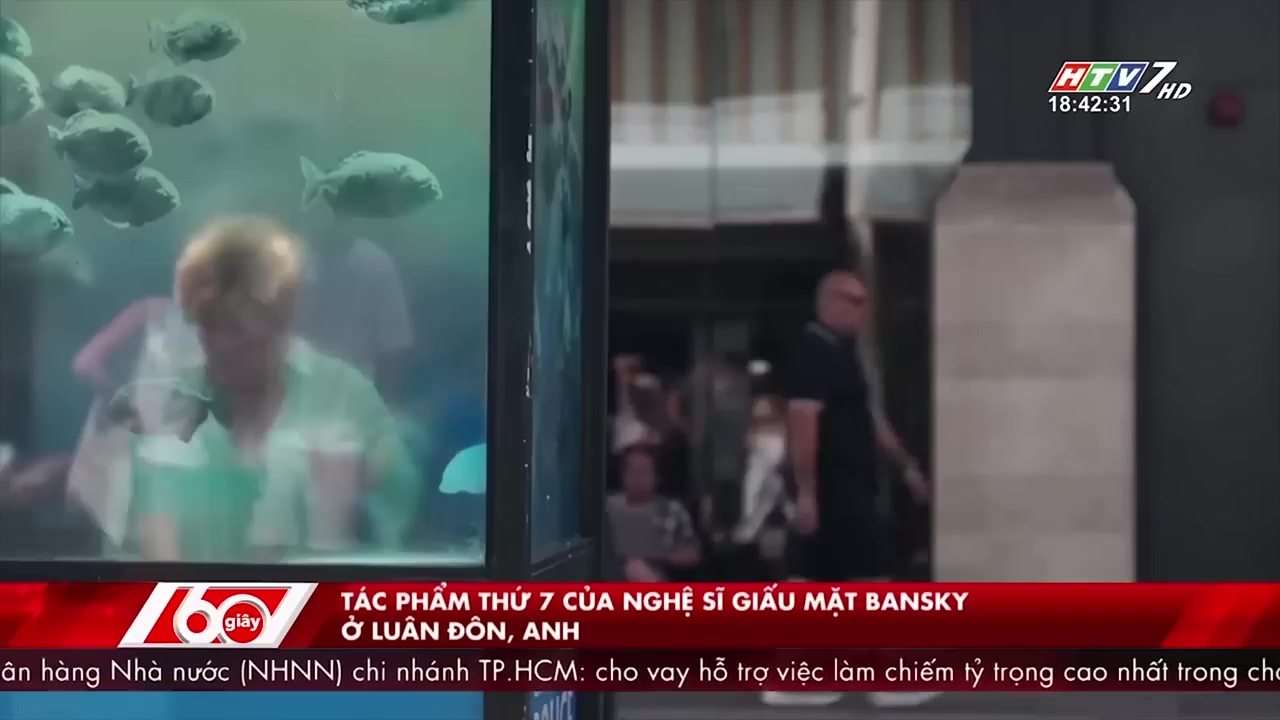 HTV7 HD
18:42:31
60 giây
TÁC PHẨM THỨ 7 CỦA NGHỆ SĨ GIẤU MẶT BANSKY
Ở LUÂN ĐÔN, ANH
ân hàng Nhà nước (NHNN) chi nhánh TP.HCM: cho vay hỗ trợ việc làm chiếm tỷ trọng cao nhất trong
POLICE